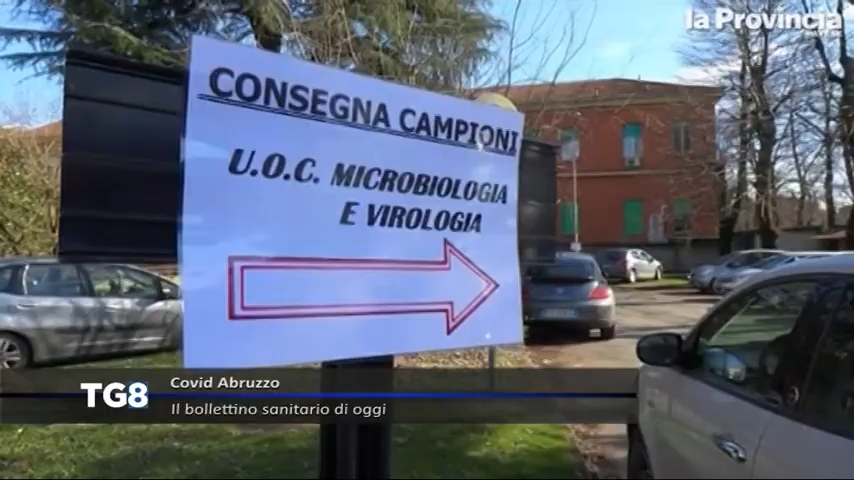 la Provincia
CONSEGNA CAMPIONI
U.O.C. MICROBIOLOGIA
E VIROLOGIA
TG8
Covid Abruzzo
Il bollettino sanitario di oggi